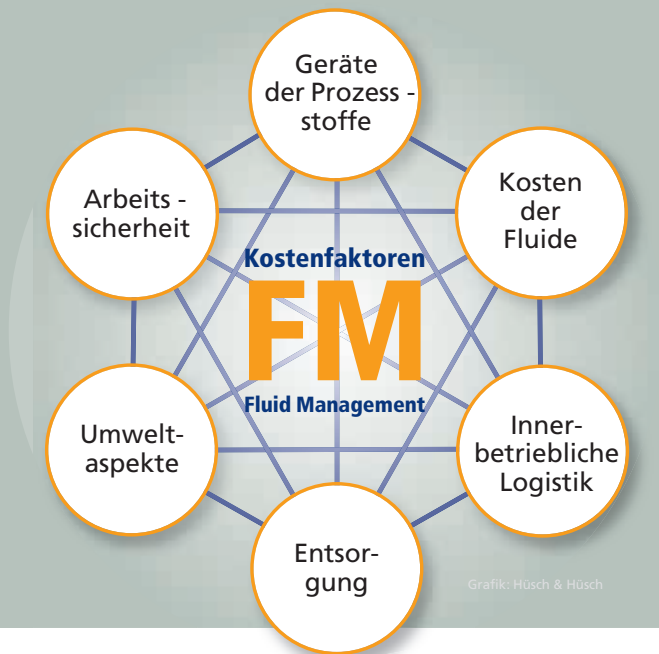 Geräte
der Prozess -
stoffe
Arbeits -
sicherheit
Kosten
der
Fluide
Kostenfaktoren
FM
Fluid Management
Umwelt-
aspekte
Inner-
betriebliche
Logistik
Entsor-
gung
Grafik: Hüsch & Hüsch